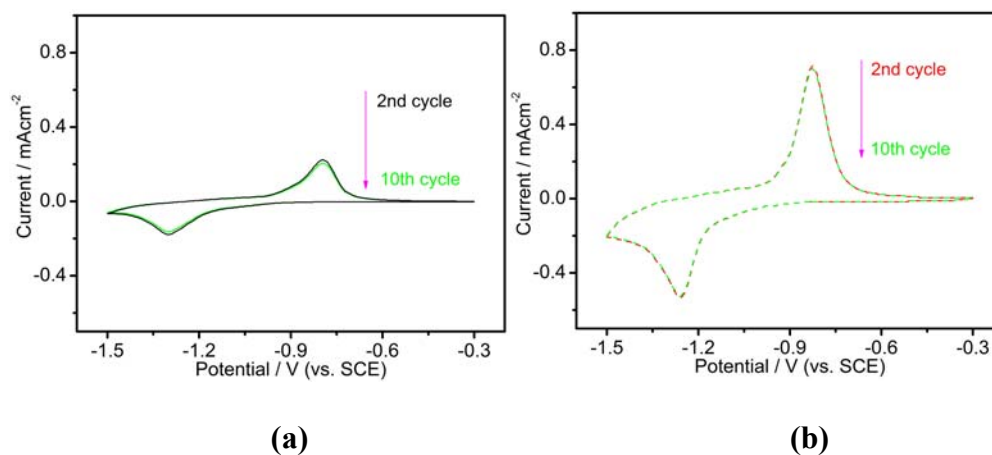 Current / mAcm⁻²
0.8
0.4
0.0
-0.4
2nd cycle
10th cycle
-1.5 -1.2 -0.9 -0.6 -0.3
Potential / V (vs. SCE)
(a)
Current / mAcm⁻²
0.8
0.4
0.0
-0.4
2nd cycle
10th cycle
-1.5 -1.2 -0.9 -0.6 -0.3
Potential / V (vs. SCE)
(b)